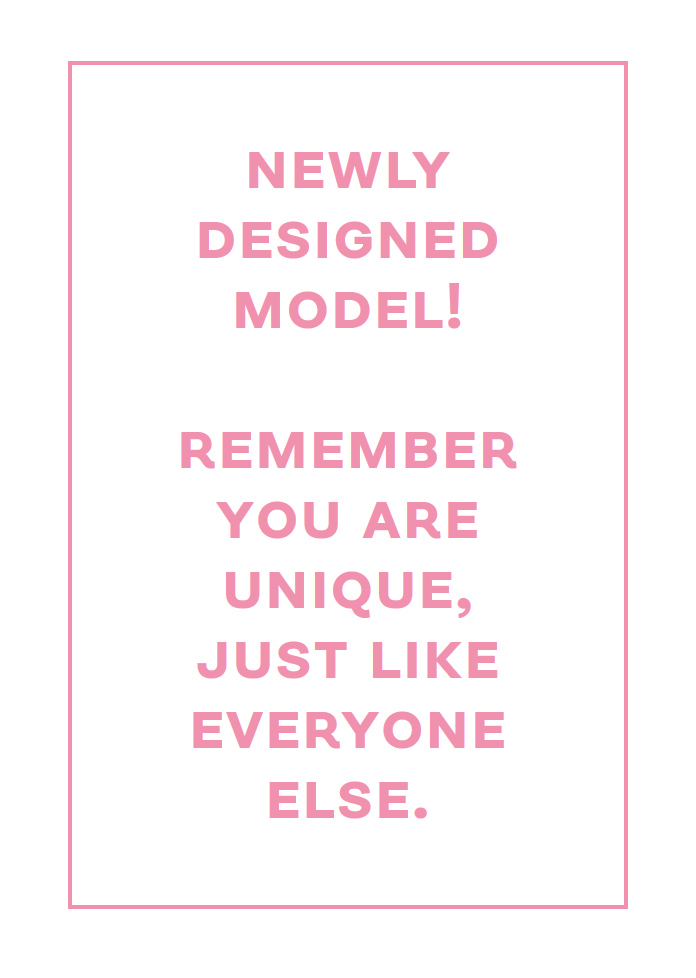 NEWLY
DESIGNED
MODEL!
REMEMBER
YOU ARE
UNIQUE,
JUST LIKE
EVERYONE
ELSE.